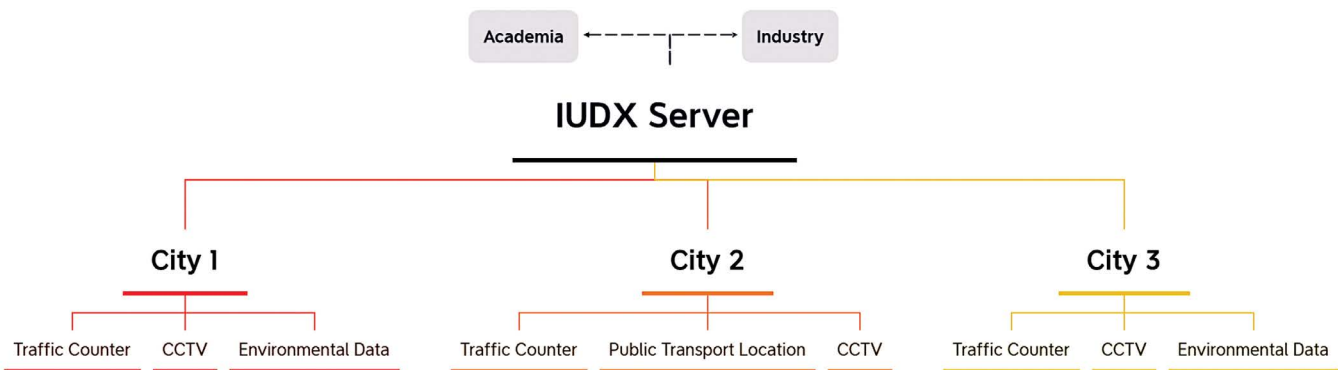 Academia
Industry
IUDX Server
City 1
City 2
City 3
Traffic Counter
CCTV
Environmental Data
Traffic Counter
Public Transport Location
CCTV
Traffic Counter
CCTV
Environmental Data